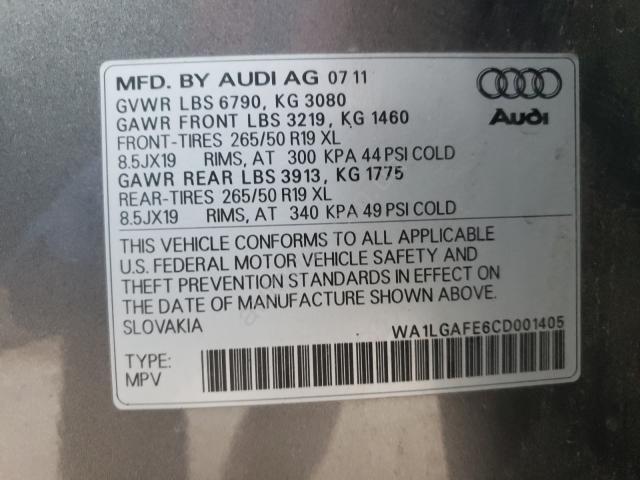 MFD. BY AUDI AG 07 11
GVWR LBS 6790, KG 3080
GAWR FRONT LBS 3219, KG 1460
FRONT-TIRES 265/50 R19 XL
8.5JX19 RIMS, AT 300 KPA 44 PSI COLD
GAWR REAR LBS 3913, KG 1775
REAR-TIRES 265/50 R19 XL
8.5JX19 RIMS, AT 340 KPA 49 PSI COLD
Audi
THIS VEHICLE CONFORMS TO ALL APPLICABLE
U.S. FEDERAL MOTOR VEHICLE SAFETY AND
THEFT PREVENTION STANDARDS IN EFFECT ON
THE DATE OF MANUFACTURE SHOWN ABOVE.
SLOVAKIA WA1LGAFE6CD001405
TYPE:
MPV